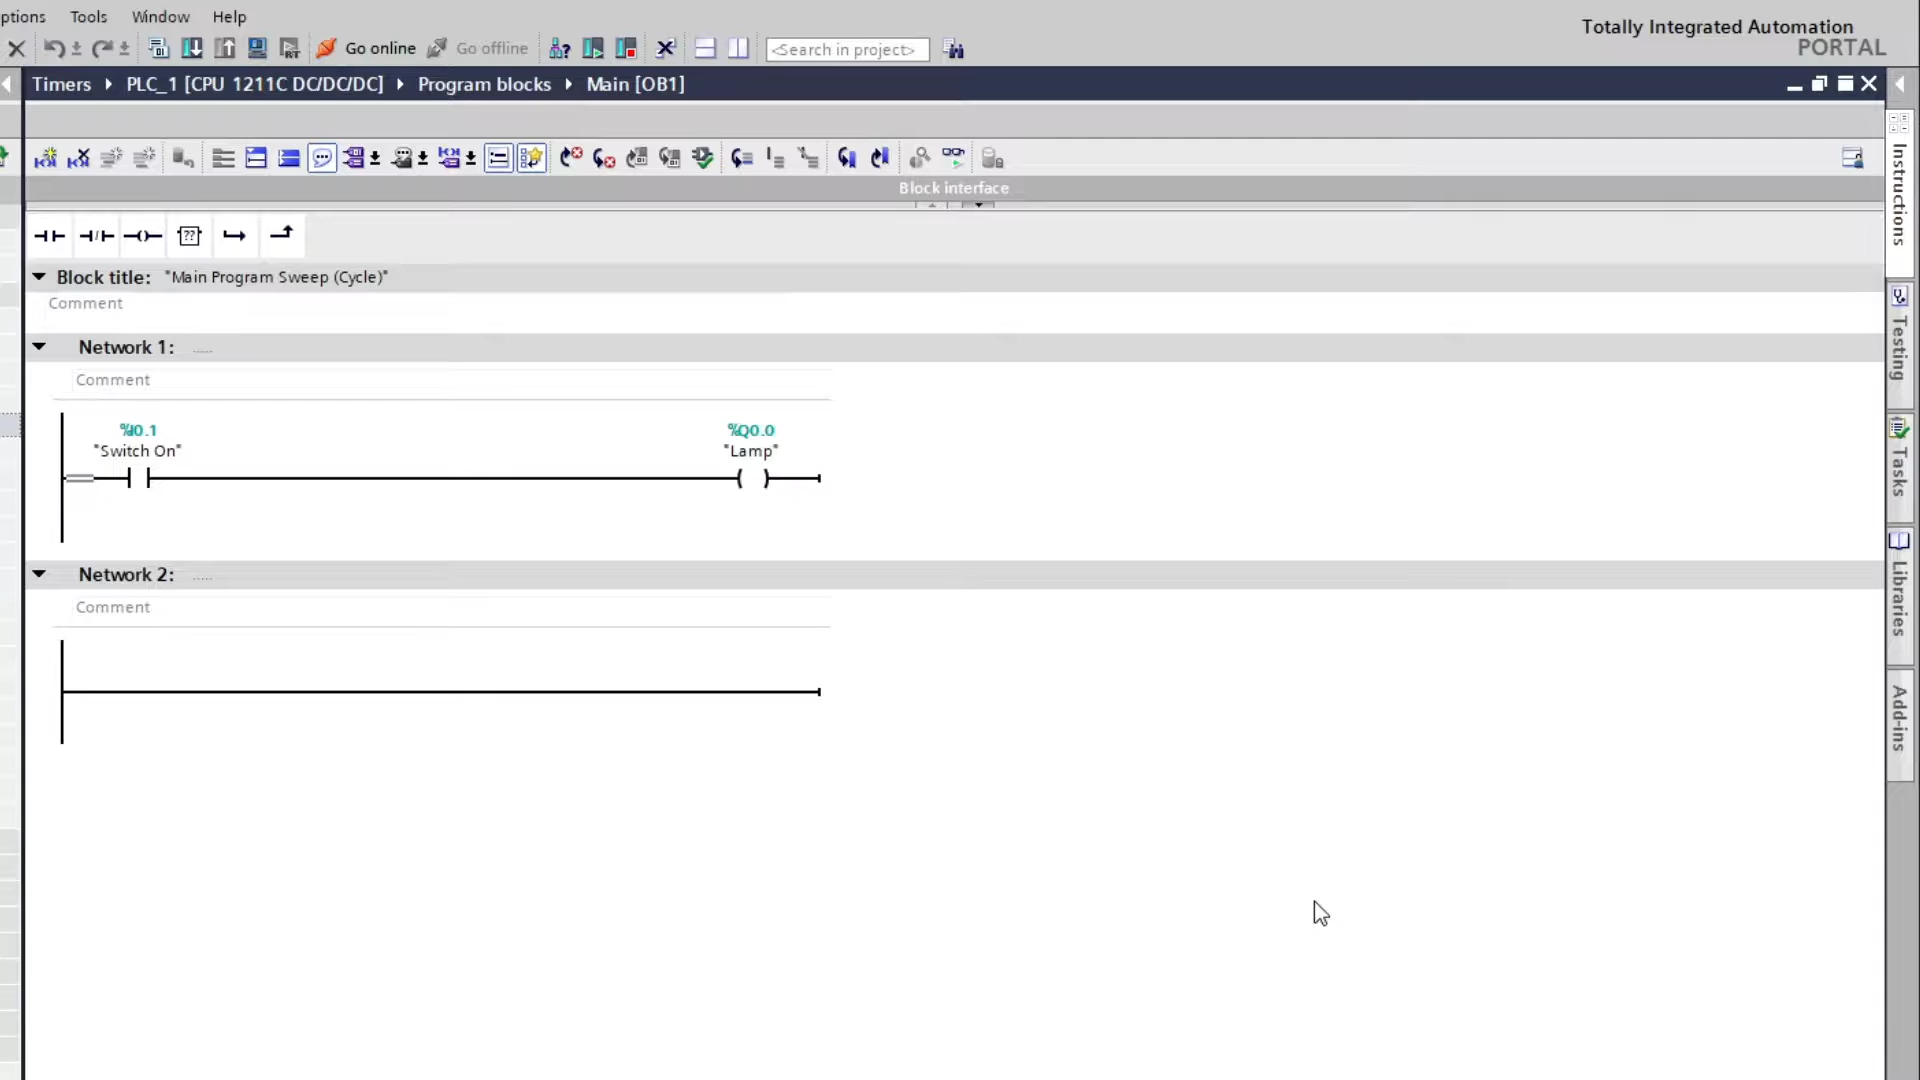 ptions Tools Window Help
Totally Integrated Automation
PORTAL
Go online Go offline <Search in project>
Timers PLC_1 [CPU 1211C DC/DC/DC] Program blocks Main [OB1]
Block interface
??
Block title: "Main Program Sweep (Cycle)"
Comment
Network 1: .....
Comment
%I0.1
"Switch On"
%Q0.0
"Lamp"
Network 2: .....
Comment
Instructions
Testing
Tasks
Libraries
Add-ins